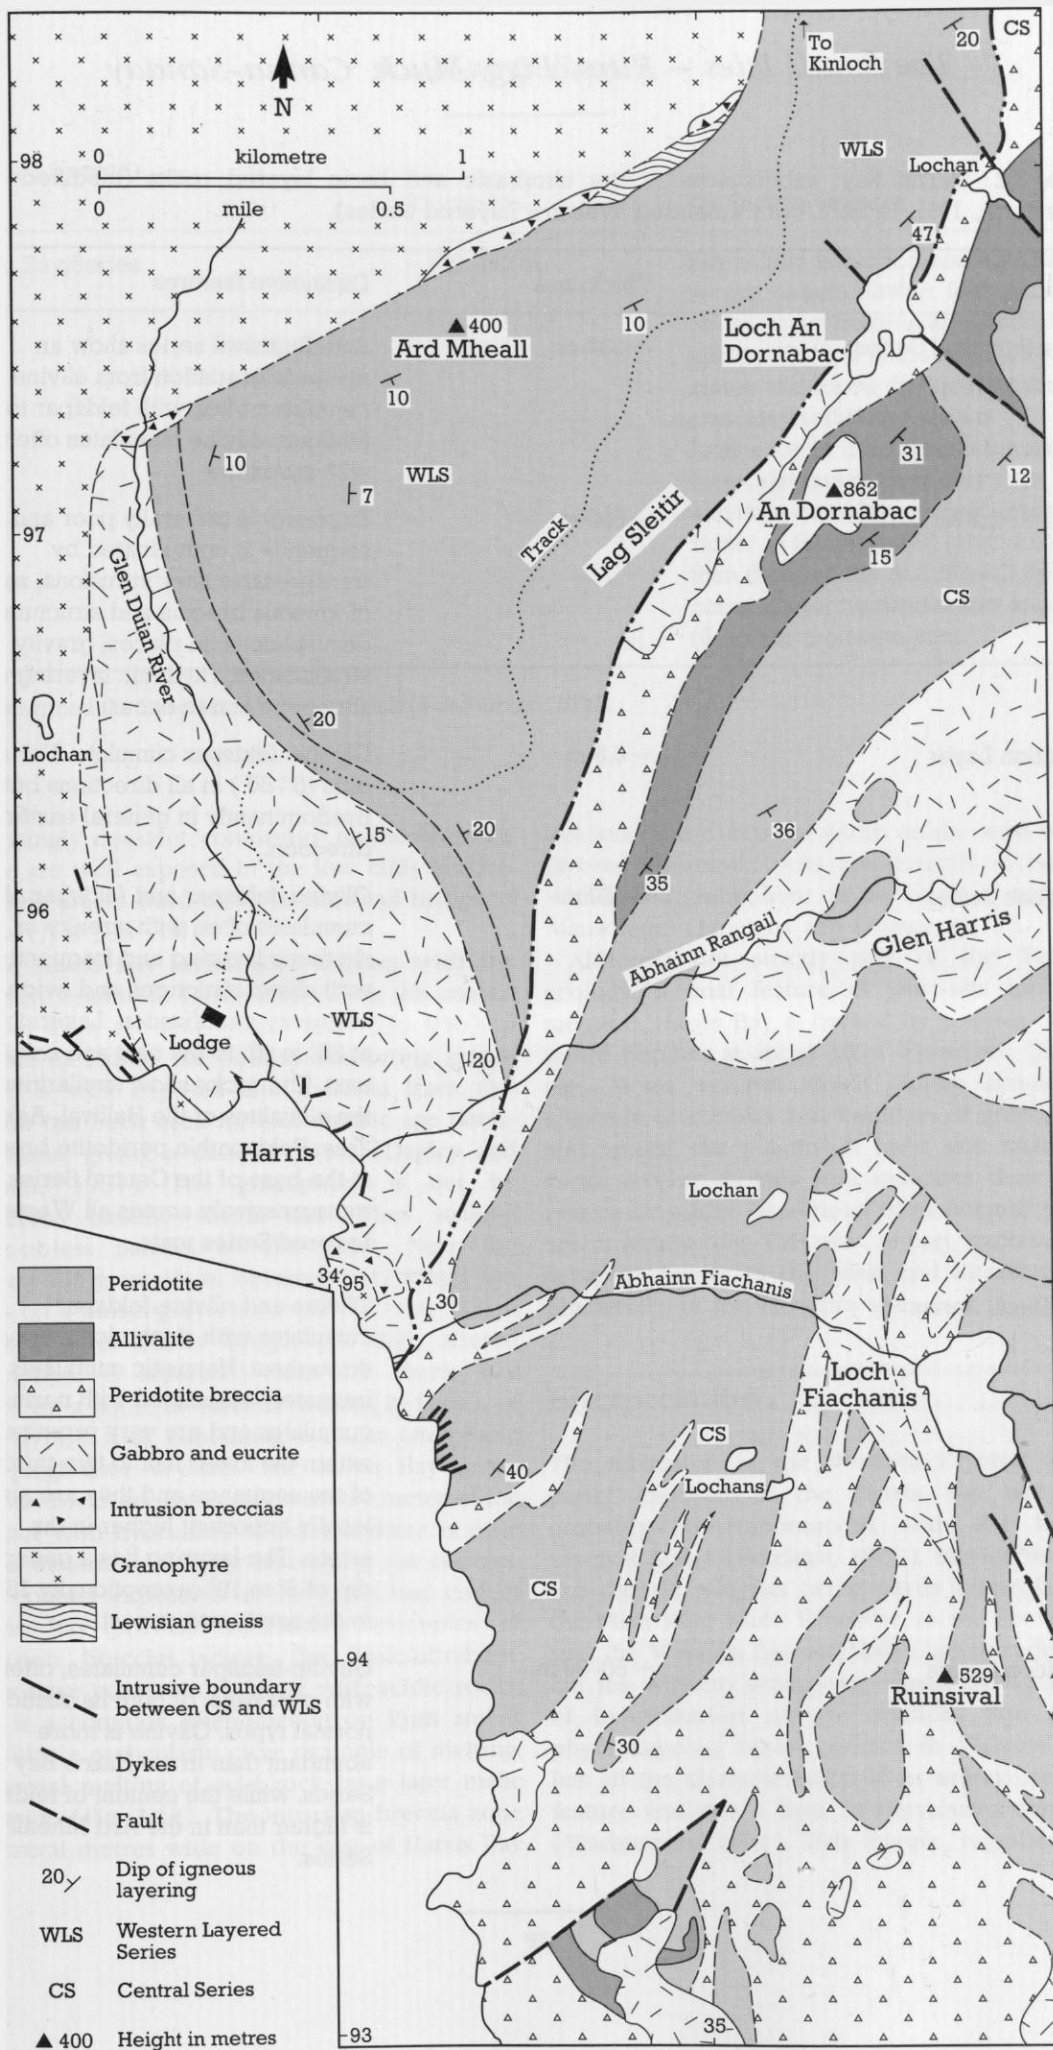 CS
20
To
Kinloch
N
98
0 kilometre 1
WLS
Lochan
0 mile 0.5
47
10
400
Ard Mheall
Loch An
Dornabac
10
10
WLS
7
31
12
862
An Dornabac
97
Track
Lag Sleitir
15
CS
Glen Duian River
20
Lochan
15
20
36
35
96
Abhainn Rangail
Glen Harris
Lodge
WLS
20
Harris
Lochan
Peridotite
34
95
30
Abhainn Fiachanis
Allivalite
Loch
Fiachanis
Peridotite breccia
Gabbro and eucrite
CS
40
Lochans
Intrusion breccias
Granophyre
CS
Lewisian gneiss
94
529
Ruinsival
Intrusive boundary
between CS and WLS
30
Dykes
Fault
20 Dip of igneous
layering
WLS Western Layered
Series
CS Central Series
35
400 Height in metres
93